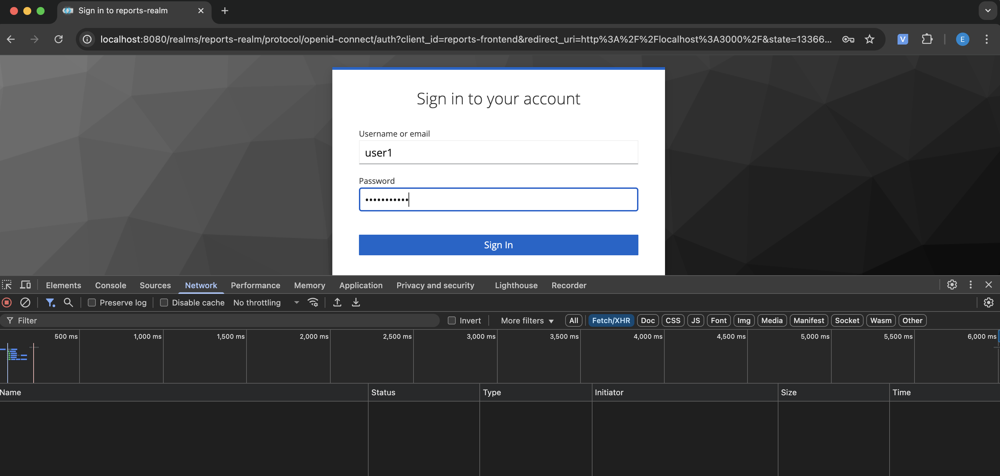 Sign in to reports-realm
localhost:8080/realms/reports-realm/protocol/openid-connect/auth?client_id=reports-frontend&redirect_uri=http%3A%2F%2Flocalhost%3A3000%2F&state=13366...
V
E
Sign in to your account
Username or email
user1
Password
•••••••••••
Sign In
Elements Console Sources Network Performance Memory Application Privacy and security Lighthouse Recorder
Preserve log Disable cache No throttling
Filter Invert More filters All Fetch/XHR Doc CSS JS Font Img Media Manifest Socket Wasm Other
500 ms 1,000 ms 1,500 ms 2,000 ms 2,500 ms 3,000 ms 3,500 ms 4,000 ms 4,500 ms 5,000 ms 5,500 ms 6,000 ms
Name Status Type Initiator Size Time